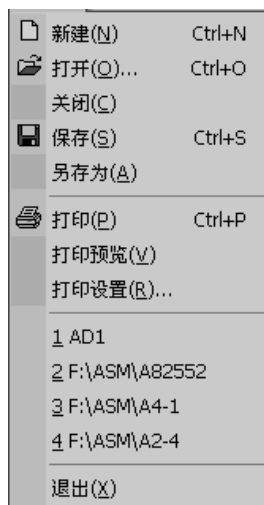 新建(N) Ctrl+N
打开(O)... Ctrl+O
关闭(C)
保存(S) Ctrl+S
另存为(A)
打印(P) Ctrl+P
打印预览(V)
打印设置(R)...
1 AD1
2 F:\ASM\A82552
3 F:\ASM\A4-1
4 F:\ASM\A2-4
退出(X)